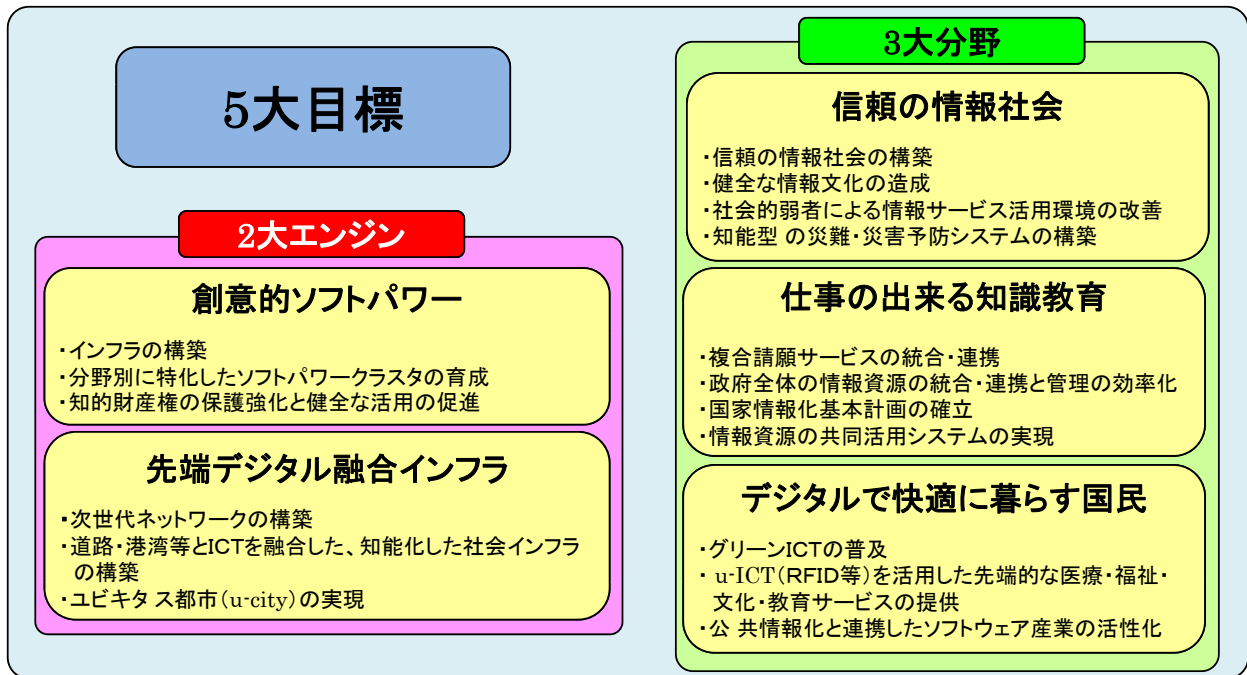 5大目標
2大エンジン
創意的ソフトパワー
・インフラの構築
・分野別に特化したソフトパワークラスタの育成
・知的財産権の保護強化と健全な活用の促進
先端デジタル融合インフラ
・次世代ネットワークの構築
・道路・港湾等とICTを融合した、知能化した社会インフラ
の構築
・ユビキタ ス都市（u-city）の実現
3大分野
信頼の情報社会
・信頼の情報社会の構築
・健全な情報文化の造成
・社会的弱者による情報サービス活用環境の改善
・知能型 の災難・災害予防システムの構築
仕事の出来る知識教育
・複合請願サービスの統合・連携
・政府全体の情報資源の統合・連携と管理の効率化
・国家情報化基本計画の確立
・情報資源の共同活用システムの実現
デジタルで快適に暮らす国民
・グリーンICTの普及
・ u-ICT（RFID等）を活用した先端的な医療・福祉・
文化・教育サービスの提供
・公 共情報化と連携したソフトウェア産業の活性化